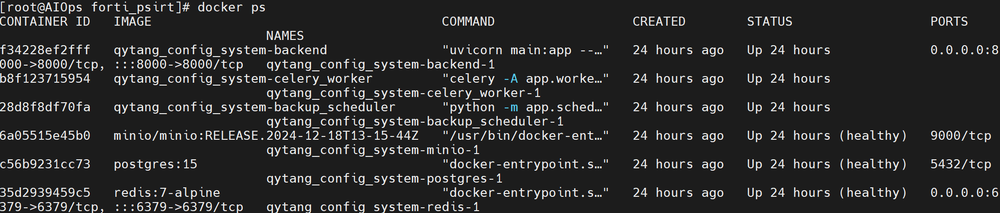 [root@AIOps forti_psirt]# docker ps
CONTAINER ID   IMAGE                                      COMMAND                  CREATED        STATUS                  PORTS
                                   NAMES
f34228ef2fff   qytang_config_system-backend               "uvicorn main:app --…"   24 hours ago   Up 24 hours             0.0.0.0:8
000->8000/tcp, :::8000->8000/tcp   qytang_config_system-backend-1
b8f123715954   qytang_config_system-celery_worker         "celery -A app.worke…"   24 hours ago   Up 24 hours
                                   qytang_config_system-celery_worker-1
28d8f8df70fa   qytang_config_system-backup_scheduler      "python -m app.sched…"   24 hours ago   Up 24 hours
                                   qytang_config_system-backup_scheduler-1
6a05515e45b0   minio/minio:RELEASE.2024-12-18T13-15-44Z   "/usr/bin/docker-ent…"   24 hours ago   Up 24 hours (healthy)   9000/tcp
                                   qytang_config_system-minio-1
c56b9231cc73   postgres:15                                "docker-entrypoint.s…"   24 hours ago   Up 24 hours (healthy)   5432/tcp
                                   qytang_config_system-postgres-1
35d2939459c5   redis:7-alpine                             "docker-entrypoint.s…"   24 hours ago   Up 24 hours (healthy)   0.0.0.0:6
379->6379/tcp, :::6379->6379/tcp   qytang_config_system-redis-1